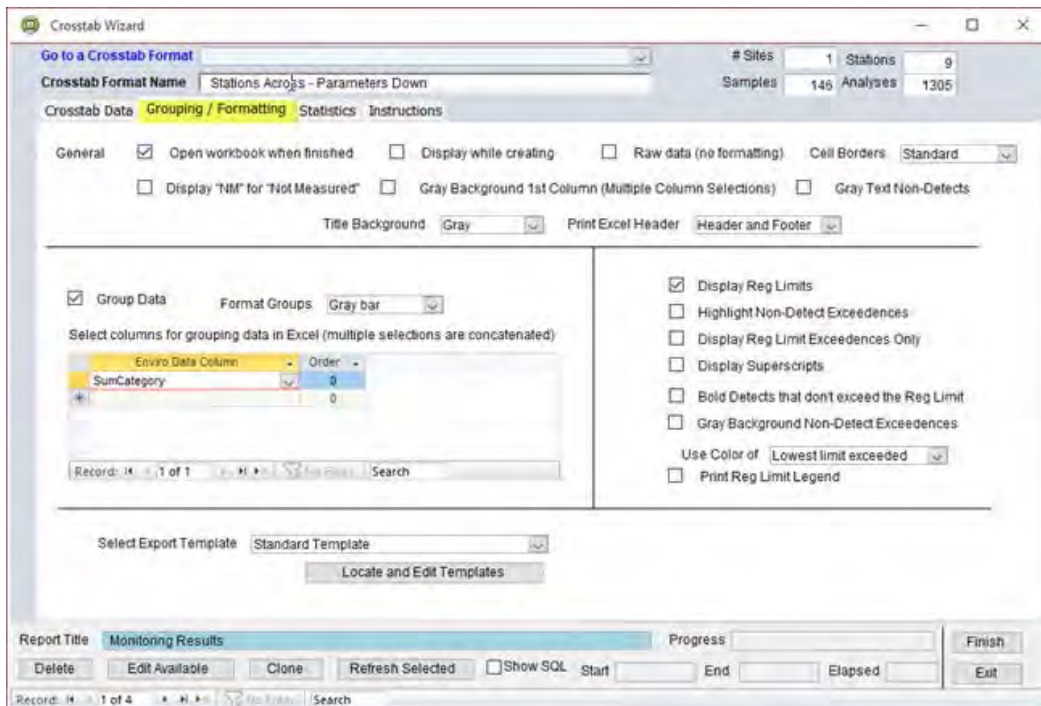 Crosstab Wizard
Go to a Crosstab Format # Sites 1 Stations 9
Crosstab Format Name Stations Across - Parameters Down Samples 146 Analyses 1305
Crosstab Data Grouping / Formatting Statistics Instructions
General Open workbook when finished Display while creating Raw data (no formatting) Cell Borders Standard
Display "NM" for "Not Measured" Gray Background 1st Column (Multiple Column Selections) Gray Text Non-Detects
Title Background Gray Print Excel Header Header and Footer
Group Data Format Groups Gray bar
Select columns for grouping data in Excel (multiple selections are concatenated)
Enviro Data Column Order
SumCategory 0
0
Record: 1 of 1 No Filter Search
Display Reg Limits
Highlight Non-Detect Exceedences
Display Reg Limit Exceedences Only
Display Superscripts
Bold Detects that don't exceed the Reg Limit
Gray Background Non-Detect Exceedences
Use Color of Lowest limit exceeded
Print Reg Limit Legend
Select Export Template Standard Template
Locate and Edit Templates
Report Title Monitoring Results Progress Finish
Delete Edit Available Clone Refresh Selected Show SQL Start End Elapsed Exit
Record: 1 of 4 No Filter Search